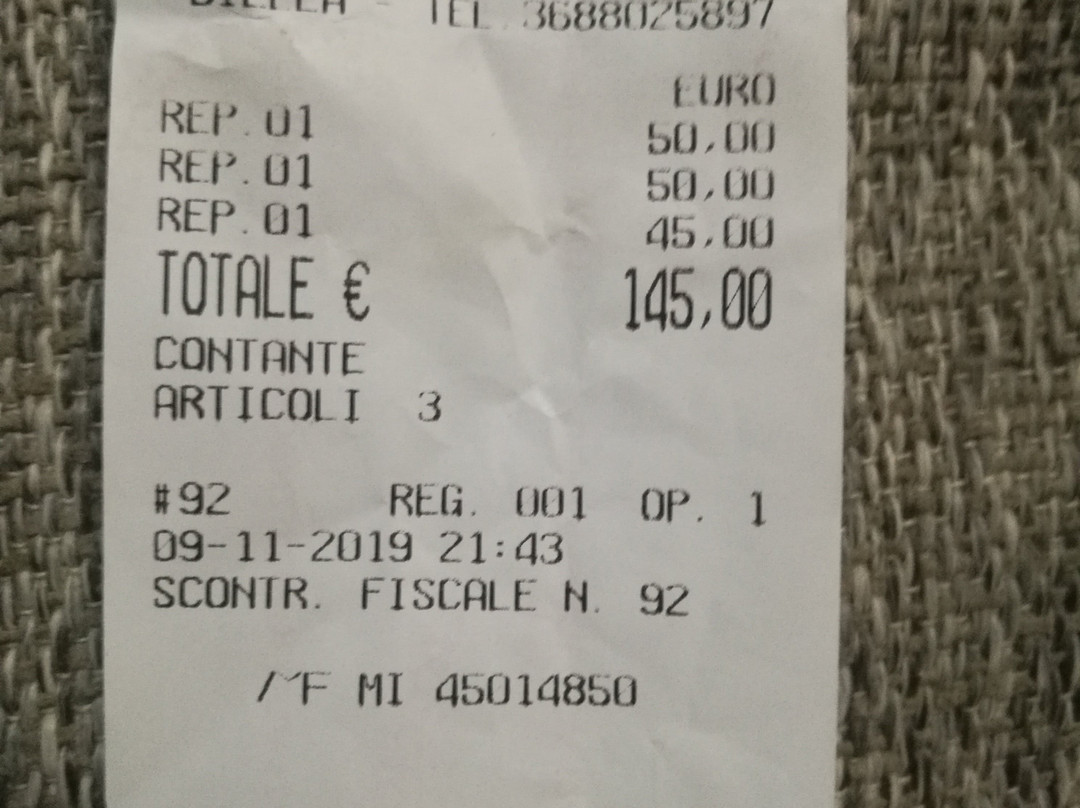 TEL 3688025897
EURO
REP.01 50,00
REP.01 50,00
REP.01 45,00
TOTALE € 145,00
CONTANTE
ARTICOLI 3
#92 REG. 001 OP. 1
09-11-2019 21:43
SCONTR. FISCALE N. 92
MF MI 45014850